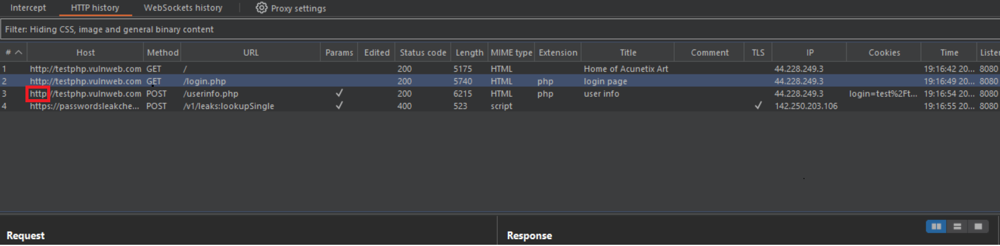 Intercept HTTP history WebSockets history Proxy settings
Filter: Hiding CSS, image and general binary content
# Host Method URL Params Edited Status code Length MIME type Extension Title Comment TLS IP Cookies Time Listen
1 http://testphp.vulnweb.com GET / 200 5175 HTML Home of Acunetix Art 44.228.249.3 19:16:42 20... 8080
2 http://testphp.vulnweb.com GET /login.php 200 5740 HTML php login page 44.228.249.3 19:16:49 20... 8080
3 http://testphp.vulnweb.com POST /userinfo.php ✓ 200 6215 HTML php user info 44.228.249.3 login=test%2Ft... 19:16:54 20... 8080
4 https://passwordsleakche... POST /v1/leaks:lookupSingle ✓ 400 523 script ✓ 142.250.203.106 19:16:55 20... 8080
Request Response